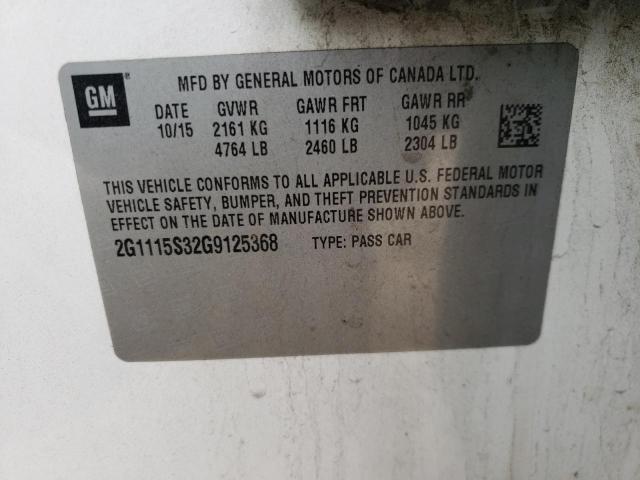 GM
MFD BY GENERAL MOTORS OF CANADA LTD.
DATE GVWR GAWR FRT GAWR RR
10/15 2161 KG 1116 KG 1045 KG
4764 LB 2460 LB 2304 LB
THIS VEHICLE CONFORMS TO ALL APPLICABLE U.S. FEDERAL MOTOR
VEHICLE SAFETY, BUMPER, AND THEFT PREVENTION STANDARDS IN
EFFECT ON THE DATE OF MANUFACTURE SHOWN ABOVE.
2G1115S32G9125368 TYPE: PASS CAR